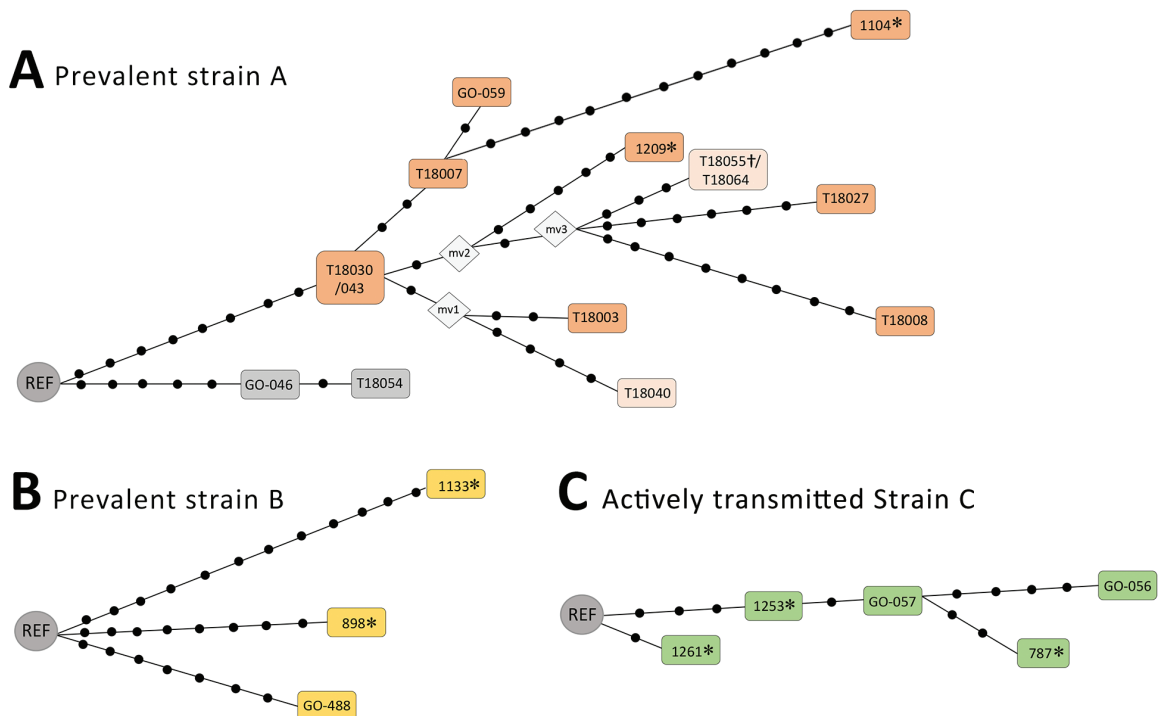 A Prevalent strain A
1104*
GO-059
1209*
T18055†/
T18064
T18007
T18027
mv3
mv2
T18030
/043
mv1
T18003
T18008
REF
GO-046
T18054
T18040
B Prevalent strain B
1133*
REF
898*
GO-488
C Actively transmitted Strain C
GO-056
1253*
GO-057
REF
1261*
787*